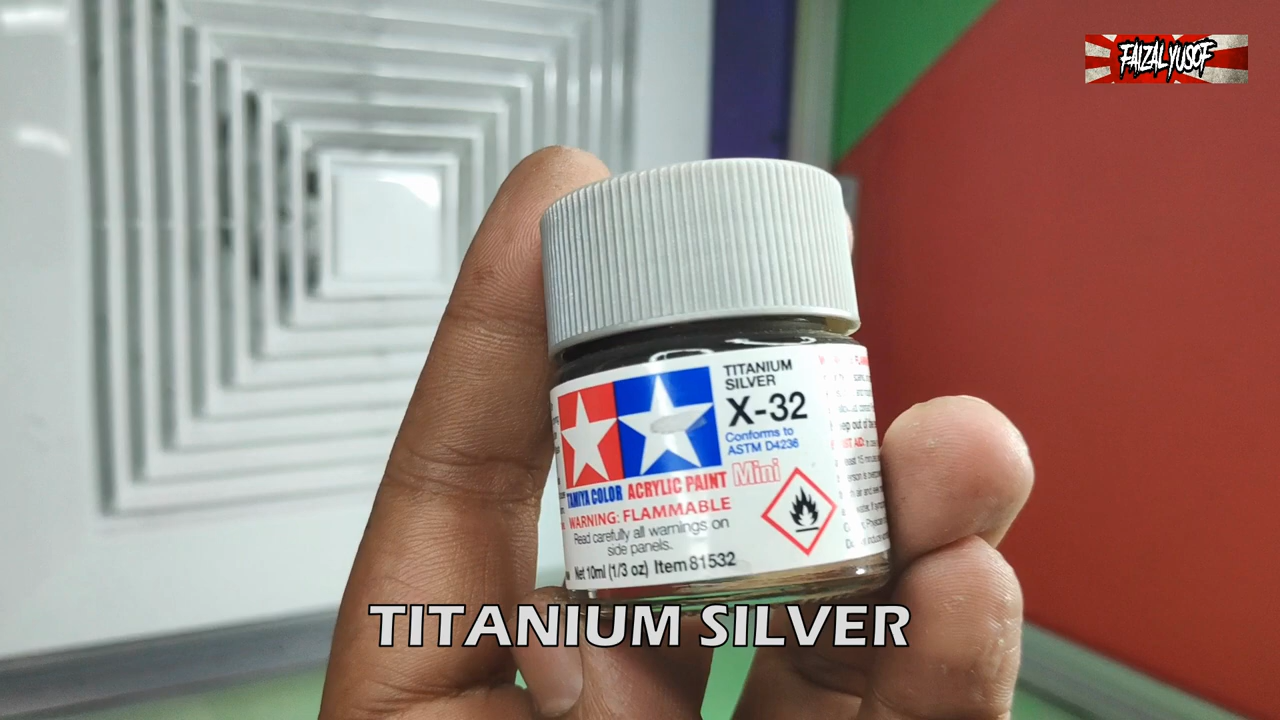 FAIZAL YUSOF
TITANIUM
SILVER
X-32
Conforms to
ASTM D4236
TAMIYA COLOR ACRYLIC PAINT Mini
WARNING: FLAMMABLE
Read carefully all warnings on
side panels.
Net 10ml (1/3 oz) Item 81532
TITANIUM SILVER